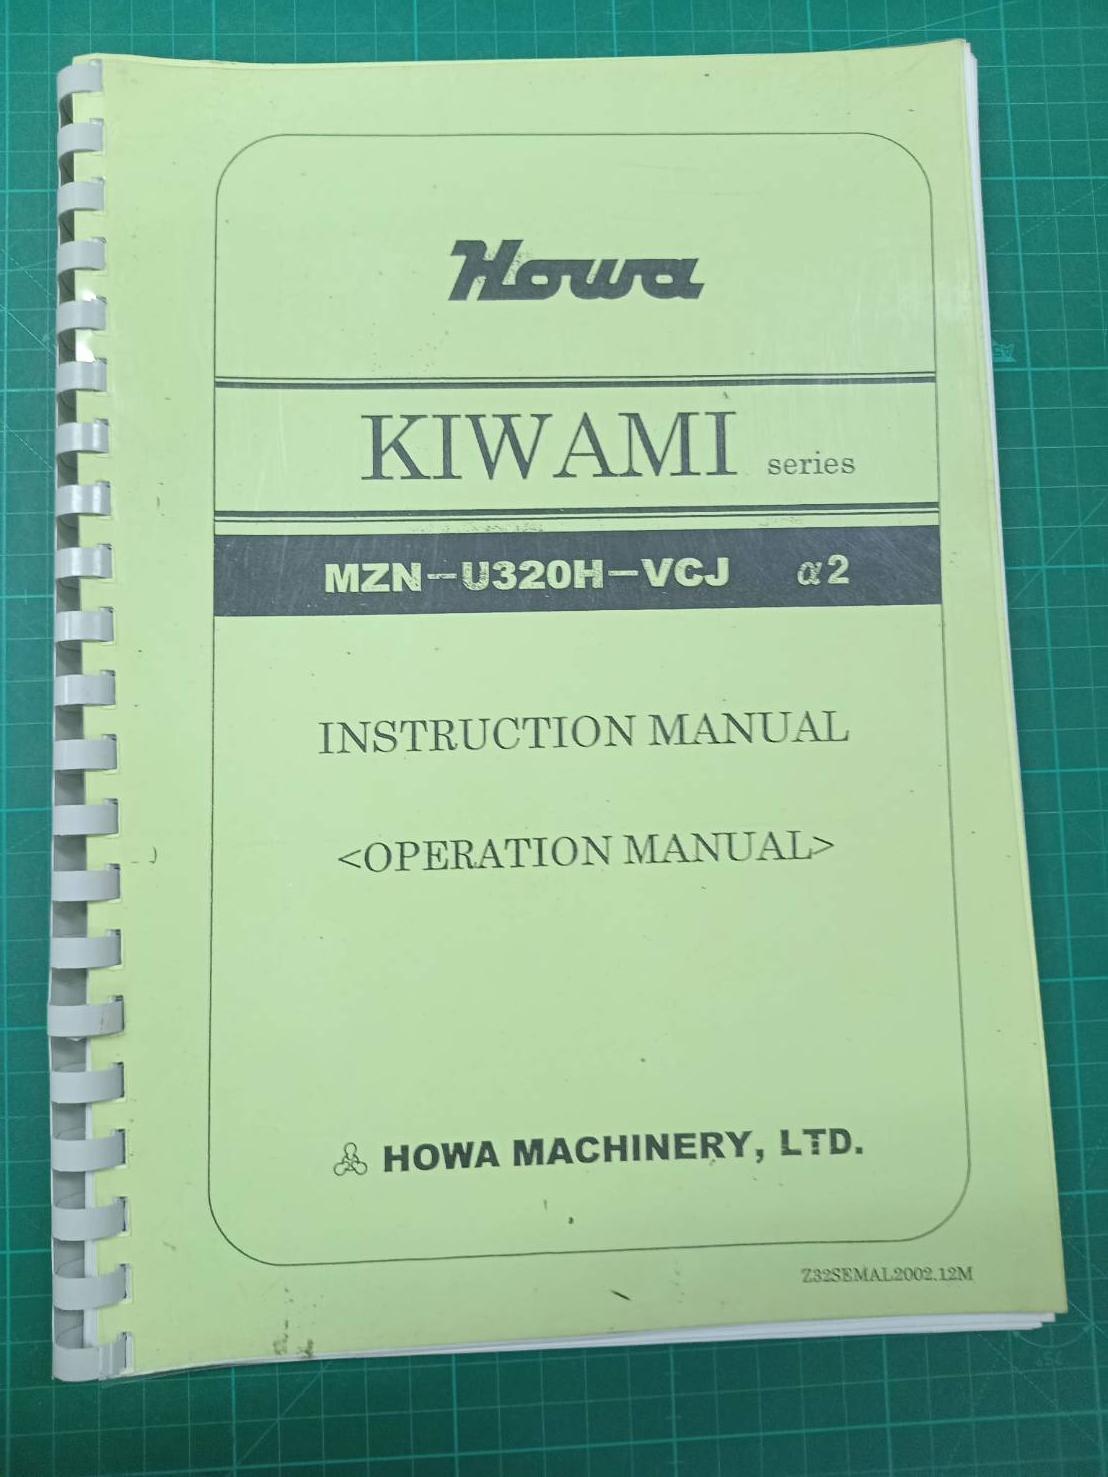 Howa
KIWAMI series
MZN-U320H-VCJ α2
INSTRUCTION MANUAL
<OPERATION MANUAL>
HOWA MACHINERY, LTD.
Z32SEMAL2002.12M